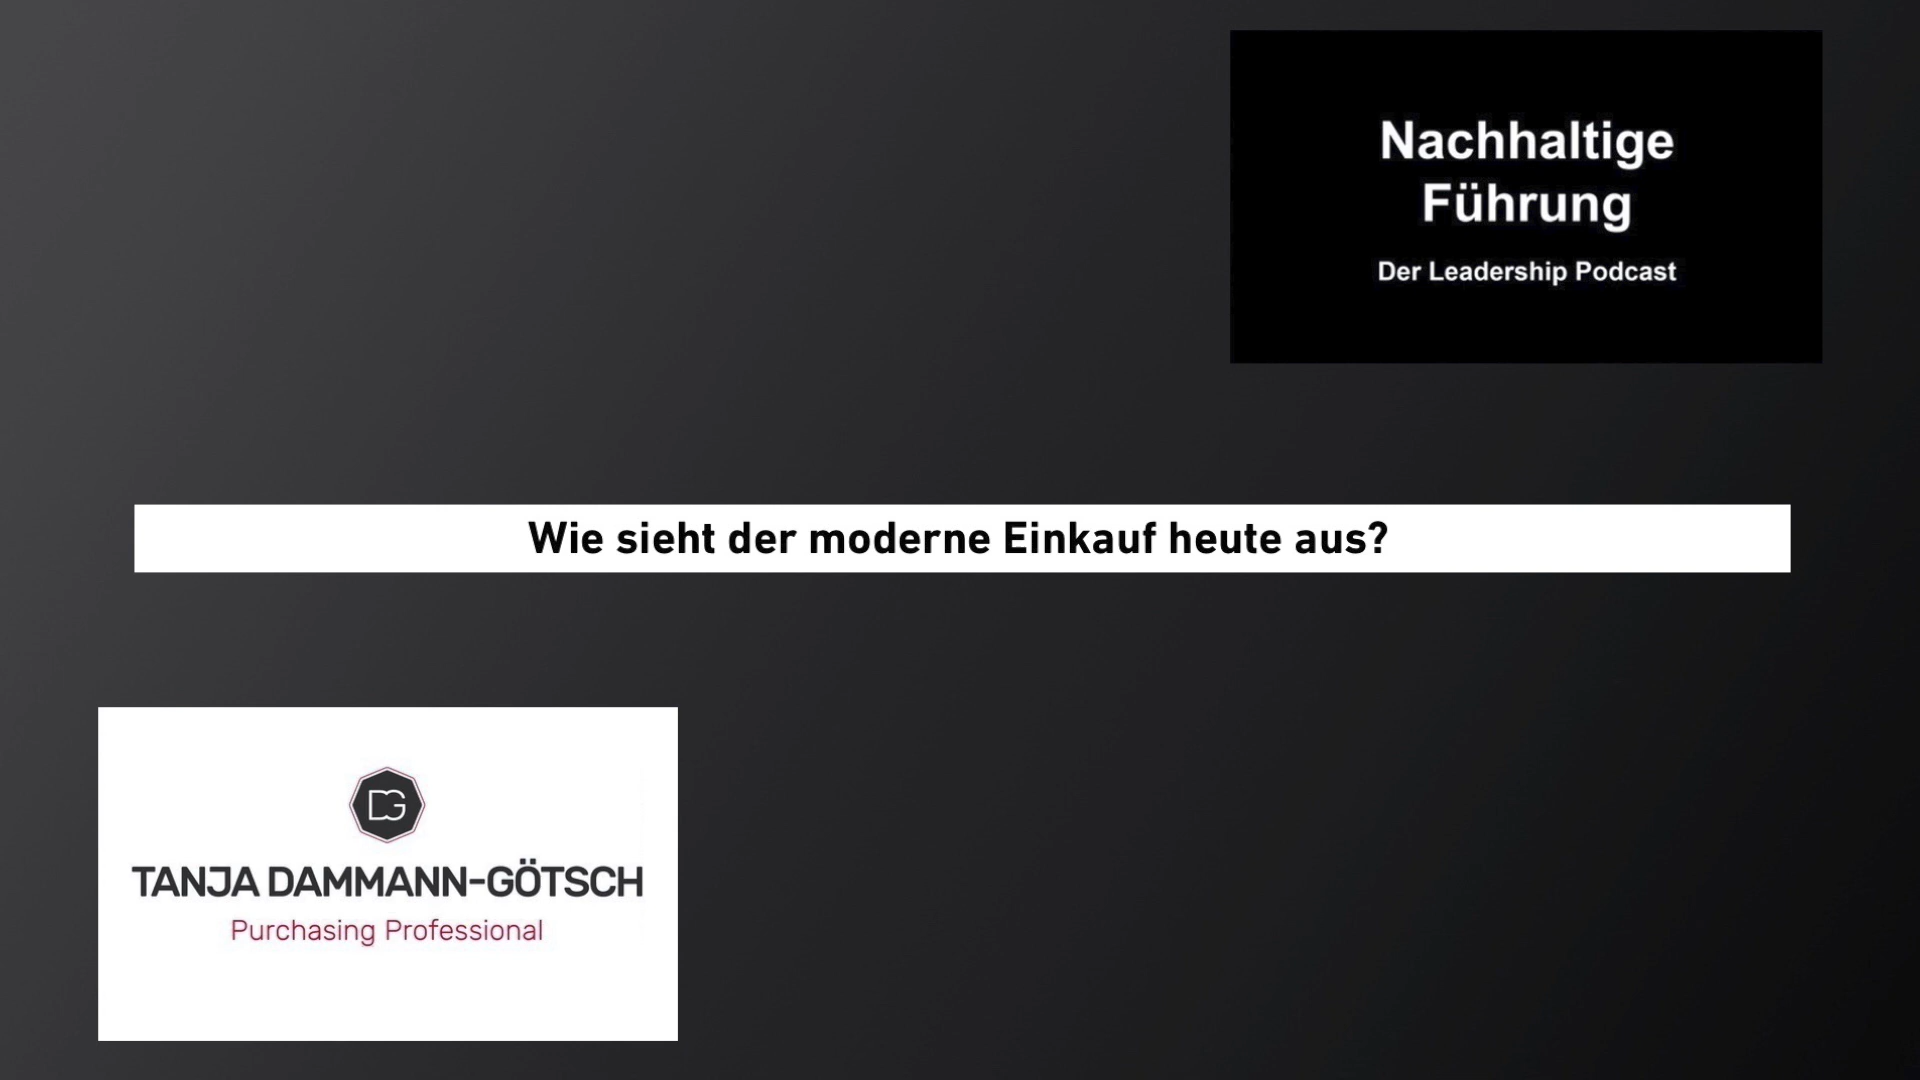 Nachhaltige
Führung
Der Leadership Podcast
Wie sieht der moderne Einkauf heute aus?
DG
TANJA DAMMANN-GÖTSCH
Purchasing Professional